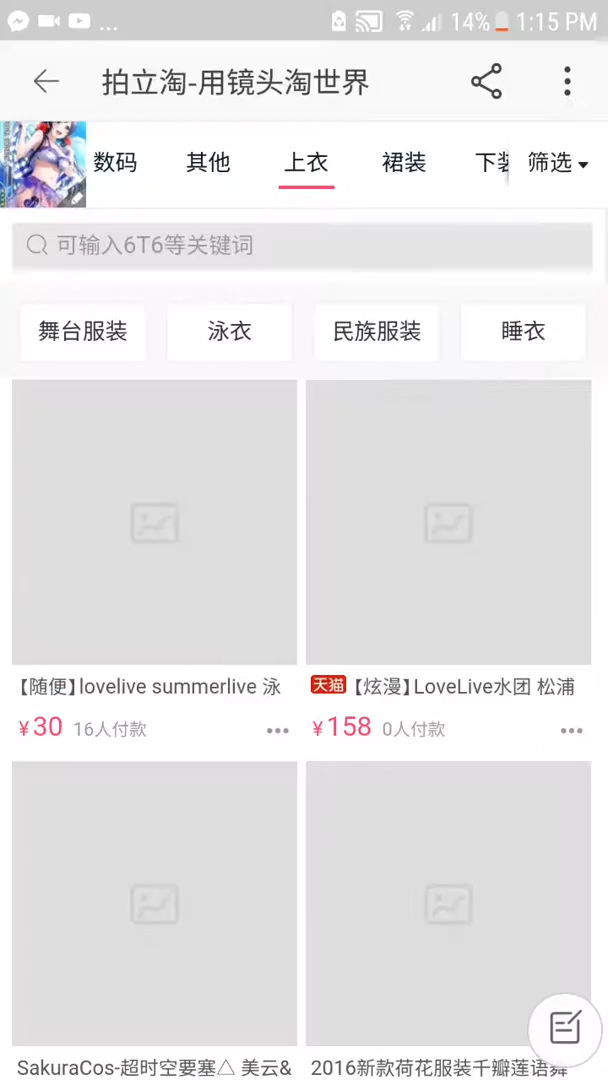 ... 14% 1:15 PM
拍立淘-用镜头淘世界
数码 其他 上衣 裙装 下装 筛选
可输入6T6等关键词
舞台服装 泳衣 民族服装 睡衣
【随便】lovelive summerlive 泳
天猫 【炫漫】LoveLive水团 松浦
¥30 16人付款
¥158 0人付款
SakuraCos-超时空要塞△ 美云&
2016新款荷花服装千瓣莲语舞